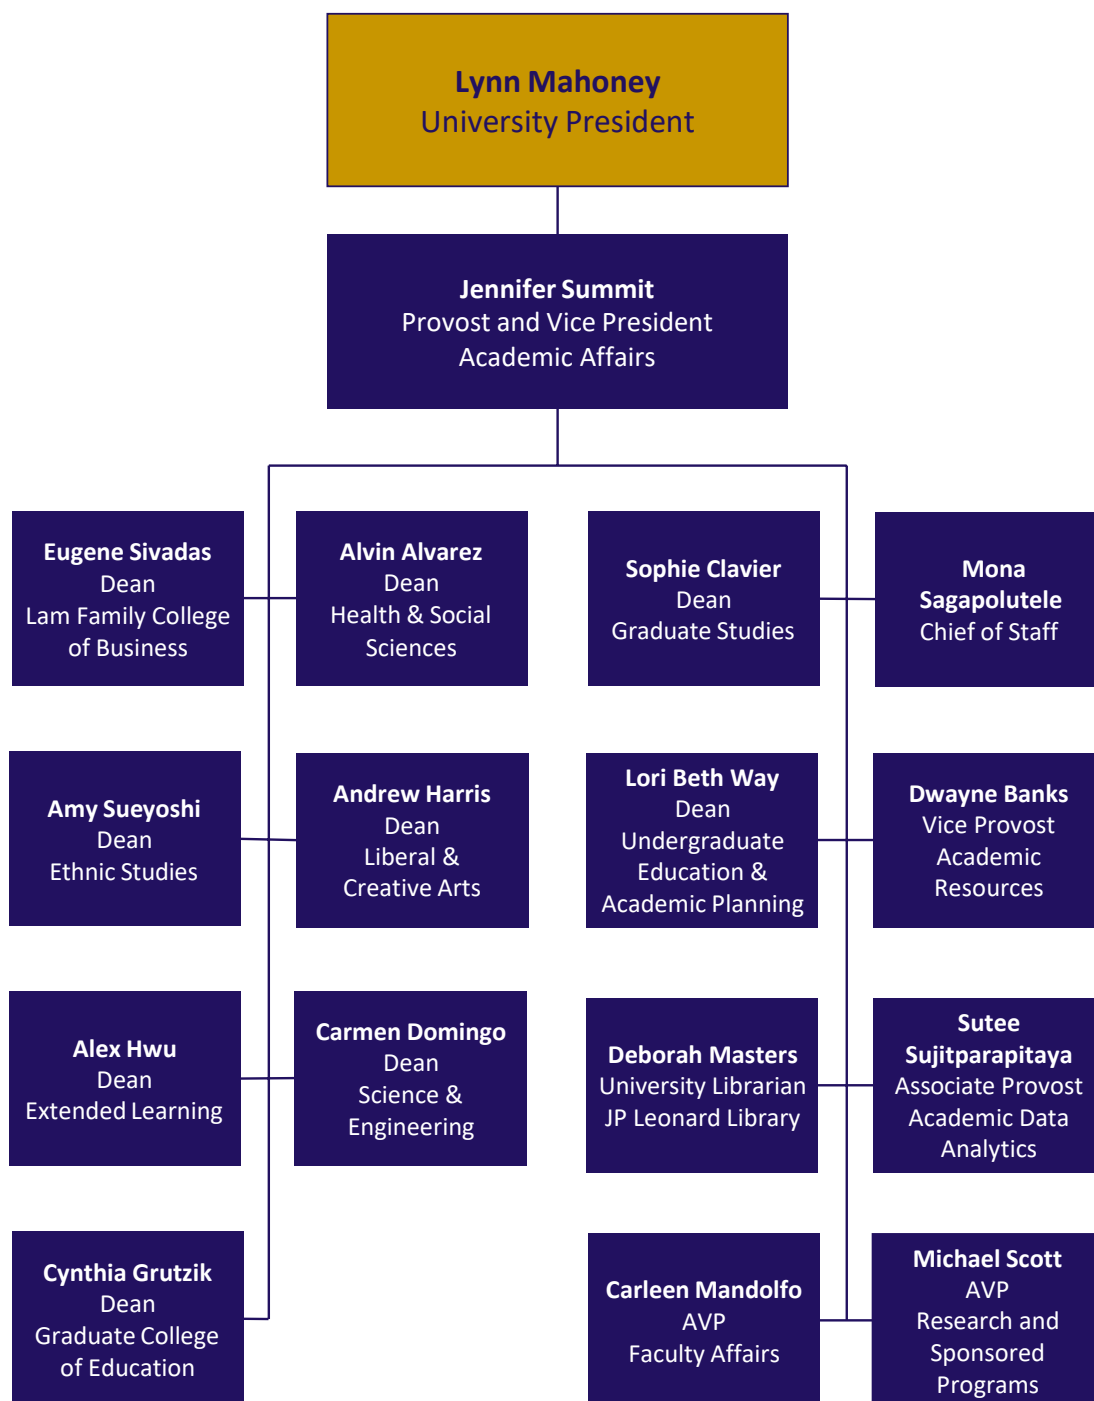 Lynn Mahoney
University President
Jennifer Summit
Provost and Vice President
Academic Affairs
Eugene Sivadas
Dean
Lam Family College
of Business
Alvin Alvarez
Dean
Health & Social
Sciences
Sophie Clavier
Dean
Graduate Studies
Mona
Sagapolutele
Chief of Staff
Amy Sueyoshi
Dean
Ethnic Studies
Andrew Harris
Dean
Liberal &
Creative Arts
Lori Beth Way
Dean
Undergraduate
Education &
Academic Planning
Dwayne Banks
Vice Provost
Academic
Resources
Alex Hwu
Dean
Extended Learning
Carmen Domingo
Dean
Science &
Engineering
Deborah Masters
University Librarian
JP Leonard Library
Sutee
Sujitparapitaya
Associate Provost
Academic Data
Analytics
Cynthia Grutzik
Dean
Graduate College
of Education
Carleen Mandolfo
AVP
Faculty Affairs
Michael Scott
AVP
Research and
Sponsored
Programs